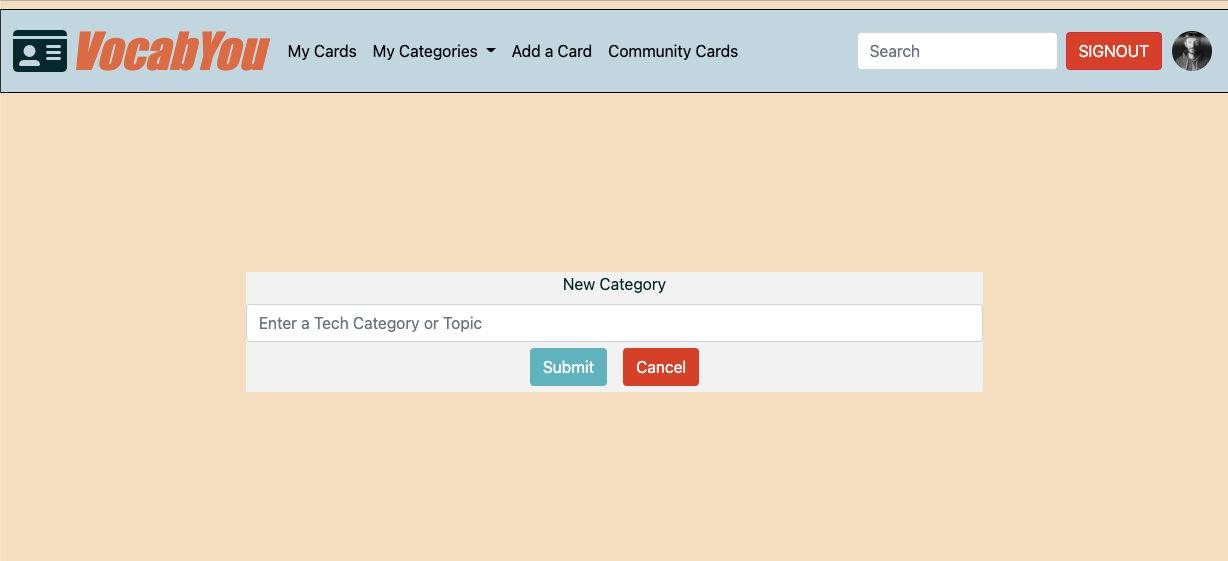 VocabYou My Cards My Categories Add a Card Community Cards Search SIGNOUT
New Category
Enter a Tech Category or Topic
Submit Cancel